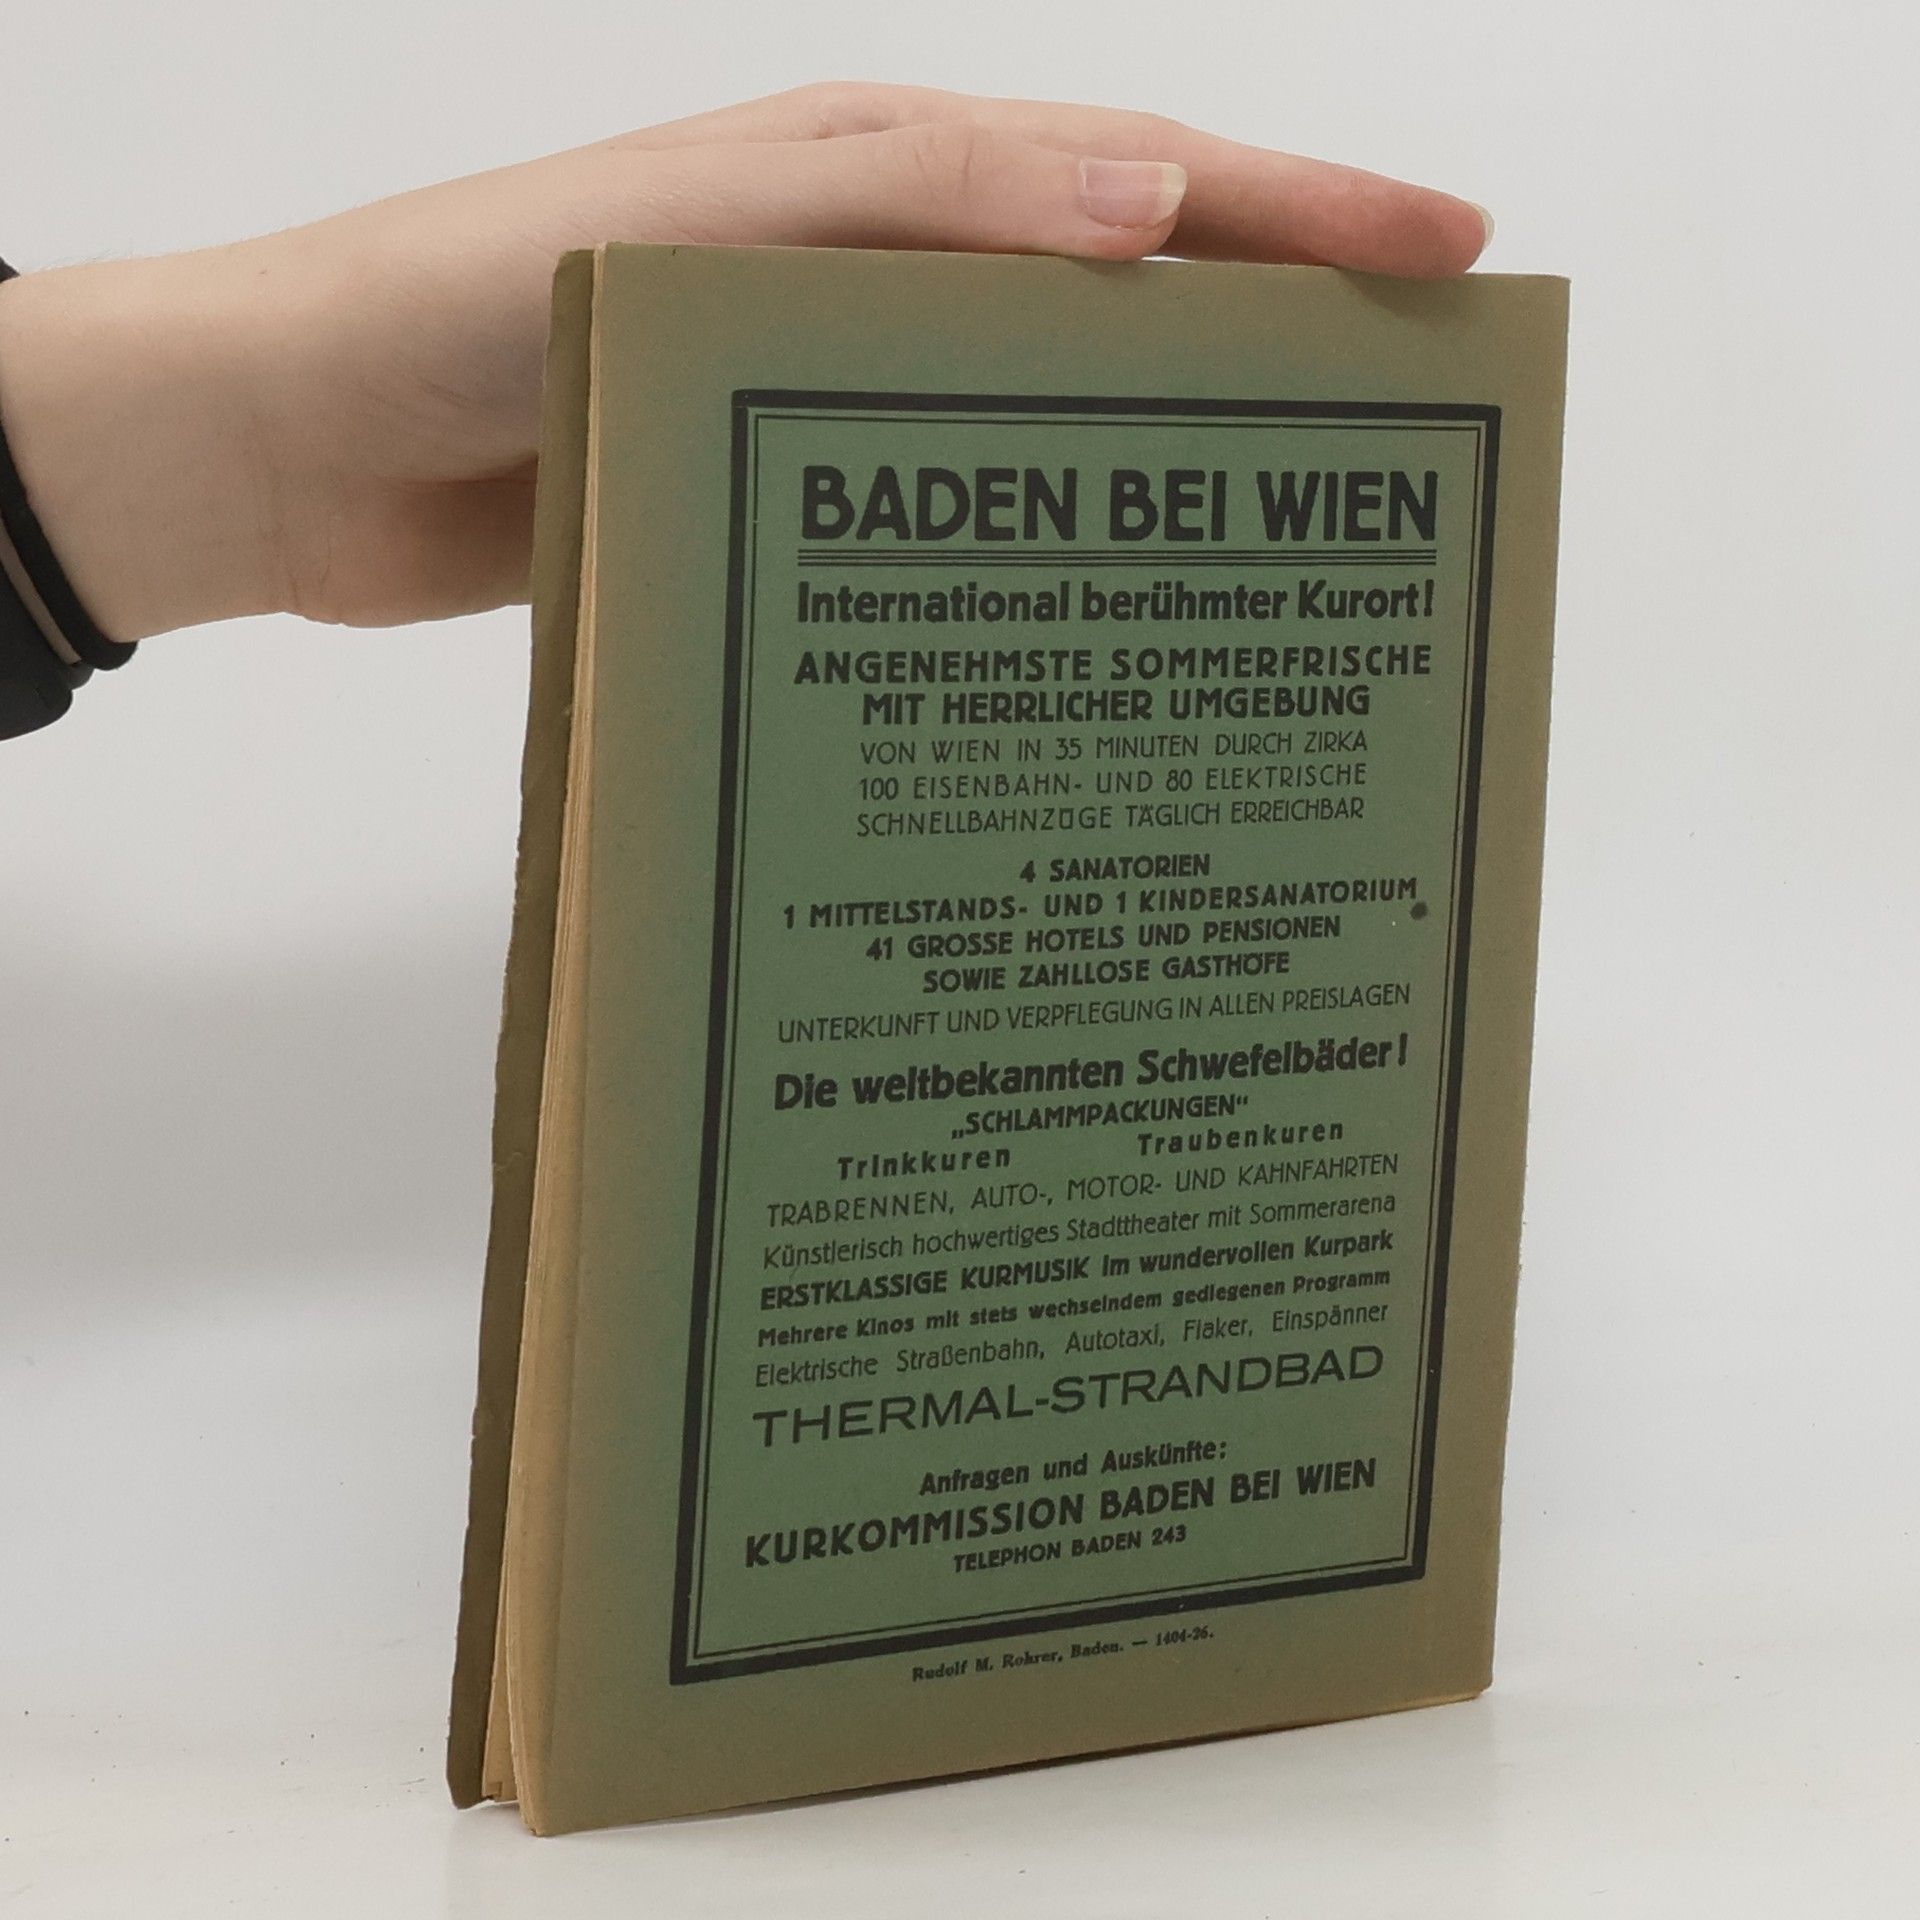 BADEN BEI WIEN
International berühmter Kurort!
ANGENEHMSTE SOMMERFRISCHE
MIT HERRLICHER UMGEBUNG
VON WIEN IN 35 MINUTEN DURCH ZIRKA
100 EISENBAHN- UND 80 ELEKTRISCHE
SCHNELLBAHNZÜGE TÄGLICH ERREICHBAR
4 SANATORIEN
1 MITTELSTANDS- UND 1 KINDERSANATORIUM
41 GROSSE HOTELS UND PENSIONEN
SOWIE ZAHLLOSE GASTHÖFE
UNTERKUNFT UND VERPFLEGUNG IN ALLEN PREISLAGEN
Die weltbekannten Schwefelbäder!
„SCHLAMMPACKUNGEN“
Trinkkuren Traubenkuren
TRABRENNEN, AUTO-, MOTOR- UND KAHNFAHRTEN
Künstlerisch hochwertiges Stadttheater mit Sommerarena
ERSTKLASSIGE KURMUSIK im wundervollen Kurpark
Mehrere Kinos mit stets wechselndem gediegenen Programm
Elektrische Straßenbahn, Autotaxi, Fiaker, Einspänner
THERMAL-STRANDBAD
Anfragen und Auskünfte:
KURKOMMISSION BADEN BEI WIEN
TELEPHON BADEN 243
Rudolf M. Rohrer, Baden. — 1404-26.